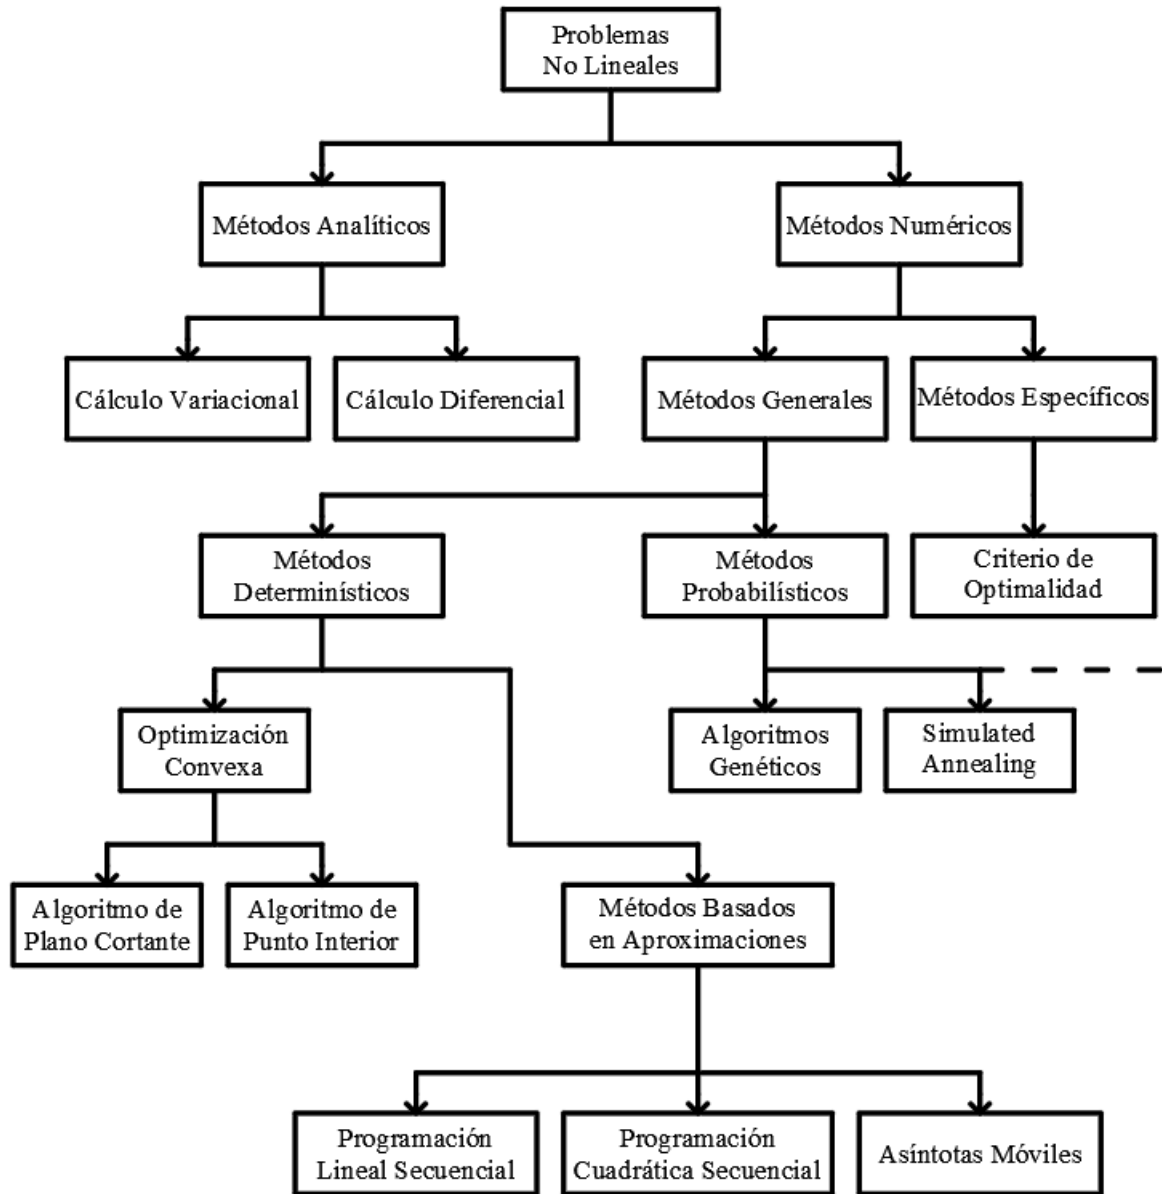 Problemas
No Lineales
Métodos Analíticos
Métodos Numéricos
Cálculo Variacional
Cálculo Diferencial
Métodos Generales
Métodos Específicos
Métodos
Determinísticos
Métodos
Probabilísticos
Criterio de
Optimalidad
Optimización
Convexa
Algoritmos
Genéticos
Simulated
Annealing
Algoritmo de
Plano Cortante
Algoritmo de
Punto Interior
Métodos Basados
en Aproximaciones
Programación
Lineal Secuencial
Programación
Cuadrática Secuencial
Asíntotas Móviles